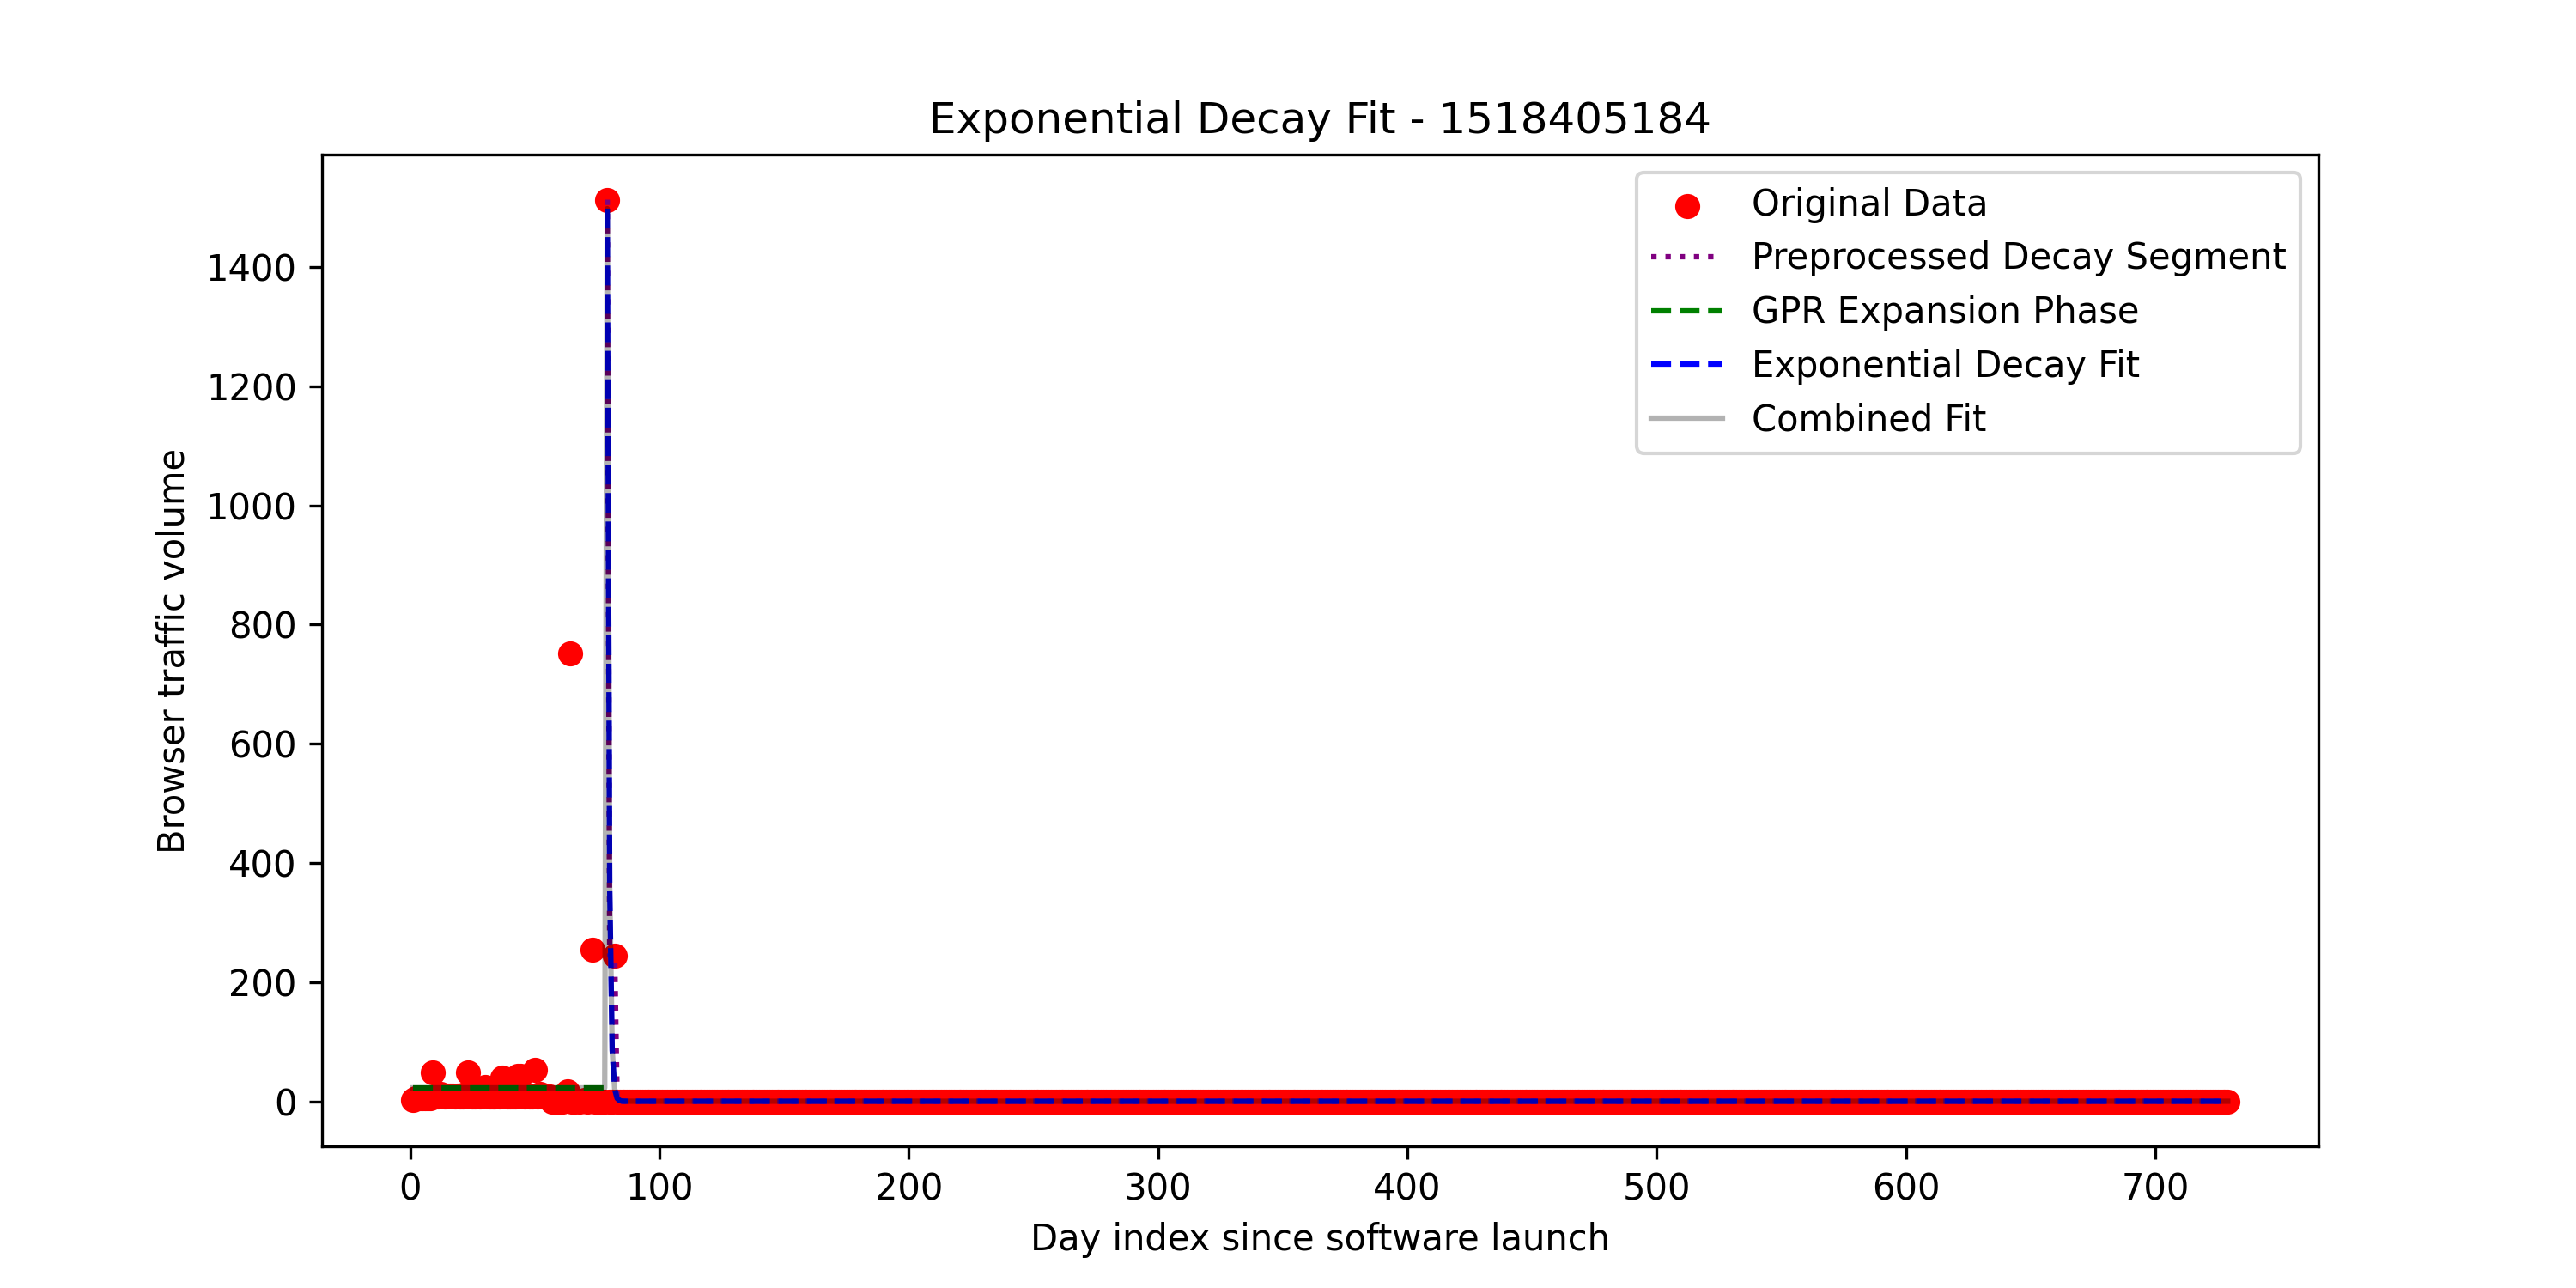 Exponential Decay Fit - 1518405184
Original Data
Preprocessed Decay Segment
GPR Expansion Phase
Exponential Decay Fit
Combined Fit
Browser traffic volume
1400
1200
1000
800
600
400
200
0
0 100 200 300 400 500 600 700
Day index since software launch